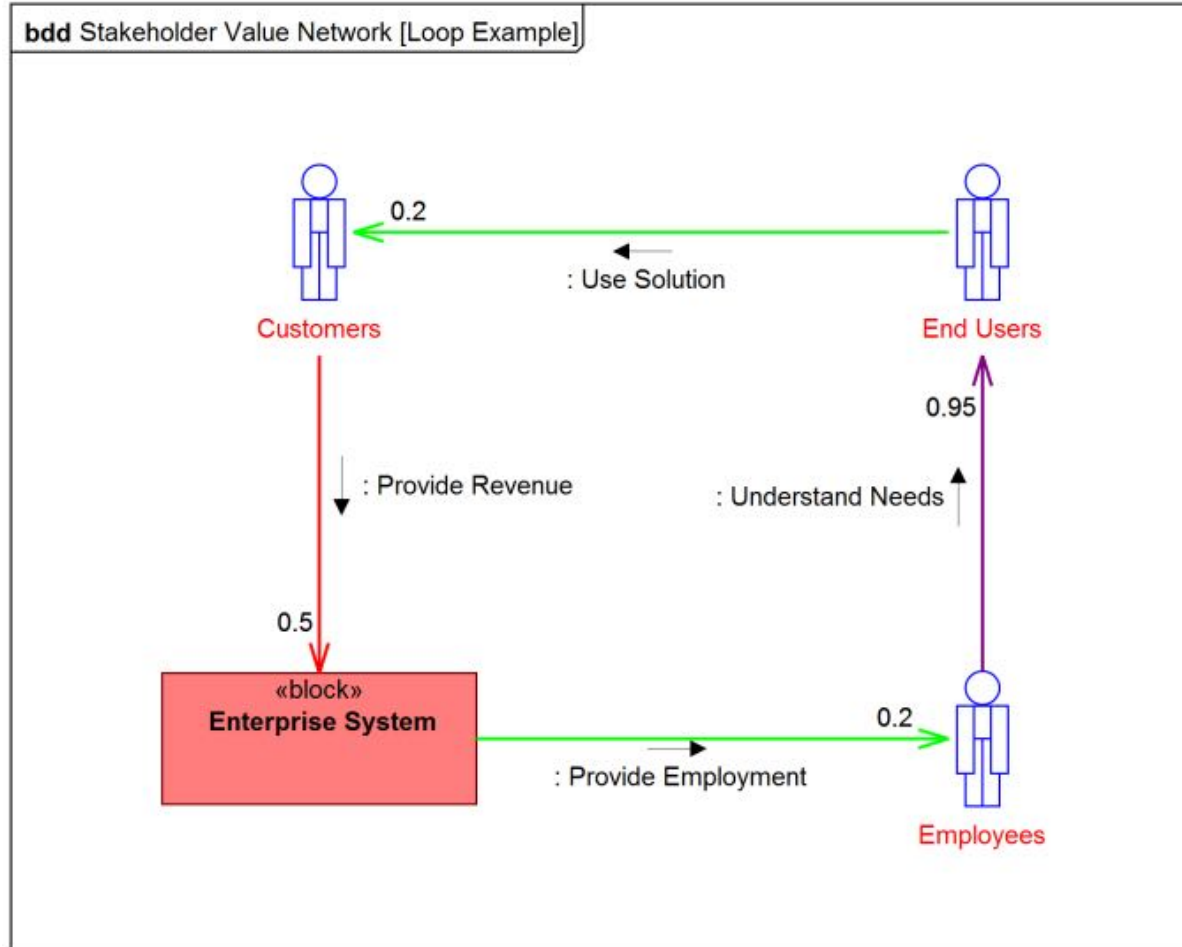 bdd Stakeholder Value Network [Loop Example]
0.2
: Use Solution
Customers
End Users
0.95
: Provide Revenue
: Understand Needs
0.5
«block»
Enterprise System
0.2
: Provide Employment
Employees